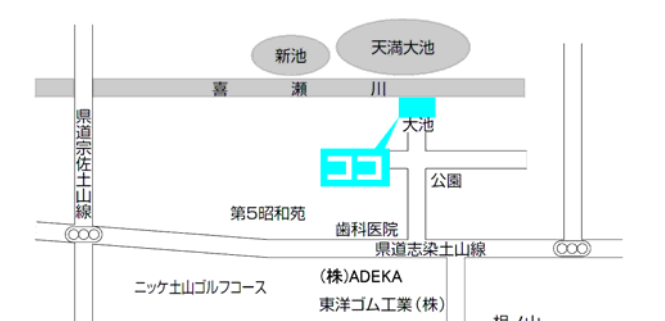 新池
天満大池
喜瀬川
大池
県道宗佐土山線
ココ
公園
第5昭和苑
歯科医院
県道志染土山線
(株)ADEKA
ニッケ土山ゴルフコース
東洋ゴム工業(株)